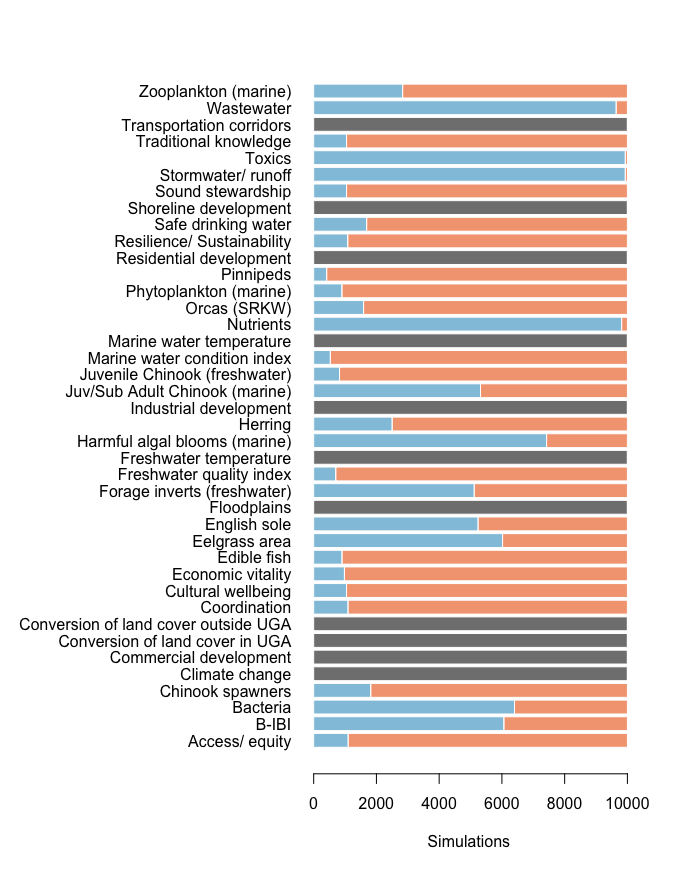 Zooplankton (marine)
Wastewater
Transportation corridors
Traditional knowledge
Toxics
Stormwater/ runoff
Sound stewardship
Shoreline development
Safe drinking water
Resilience/ Sustainability
Residential development
Pinnipeds
Phytoplankton (marine)
Orcas (SRKW)
Nutrients
Marine water temperature
Marine water condition index
Juvenile Chinook (freshwater)
Juv/Sub Adult Chinook (marine)
Industrial development
Herring
Harmful algal blooms (marine)
Freshwater temperature
Freshwater quality index
Forage inverts (freshwater)
Floodplains
English sole
Eelgrass area
Edible fish
Economic vitality
Cultural wellbeing
Coordination
Conversion of land cover outside UGA
Conversion of land cover in UGA
Commercial development
Climate change
Chinook spawners
Bacteria
B-IBI
Access/ equity
0 2000 4000 6000 8000 10000
Simulations